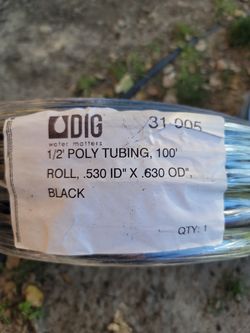 DIG
water matters
31-005
1/2' POLY TUBING, 100'
ROLL, .530 ID" X .630 OD",
BLACK
QTY: 1